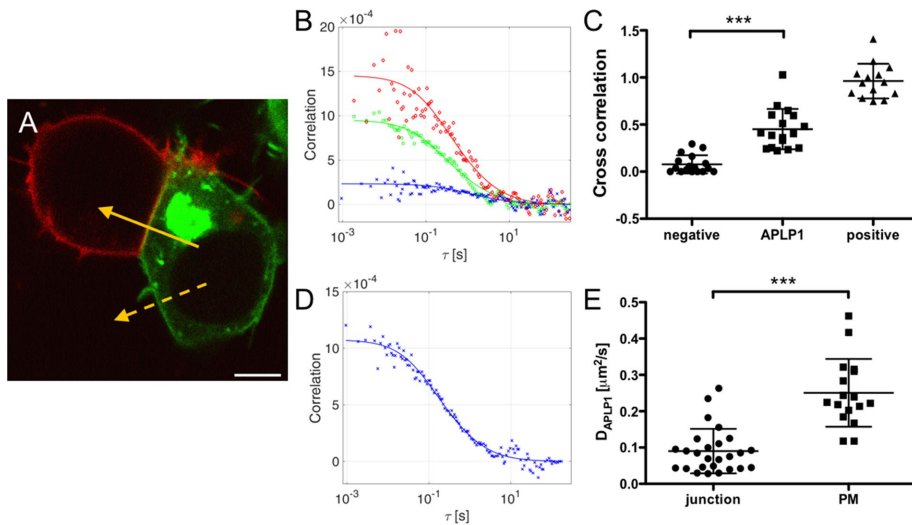 A
B
×10⁻⁴
20
15
10
5
0
Correlation
10⁻³
10⁻¹
10¹
τ [s]
C
***
Cross correlation
1.5
1.0
0.5
0.0
-0.5
negative APLP1 positive
D
×10⁻⁴
15
10
5
0
Correlation
10⁻³
10⁻¹
10¹
τ [s]
E
***
D_APLP1 [μm²/s]
0.5
0.4
0.3
0.2
0.1
0.0
junction PM